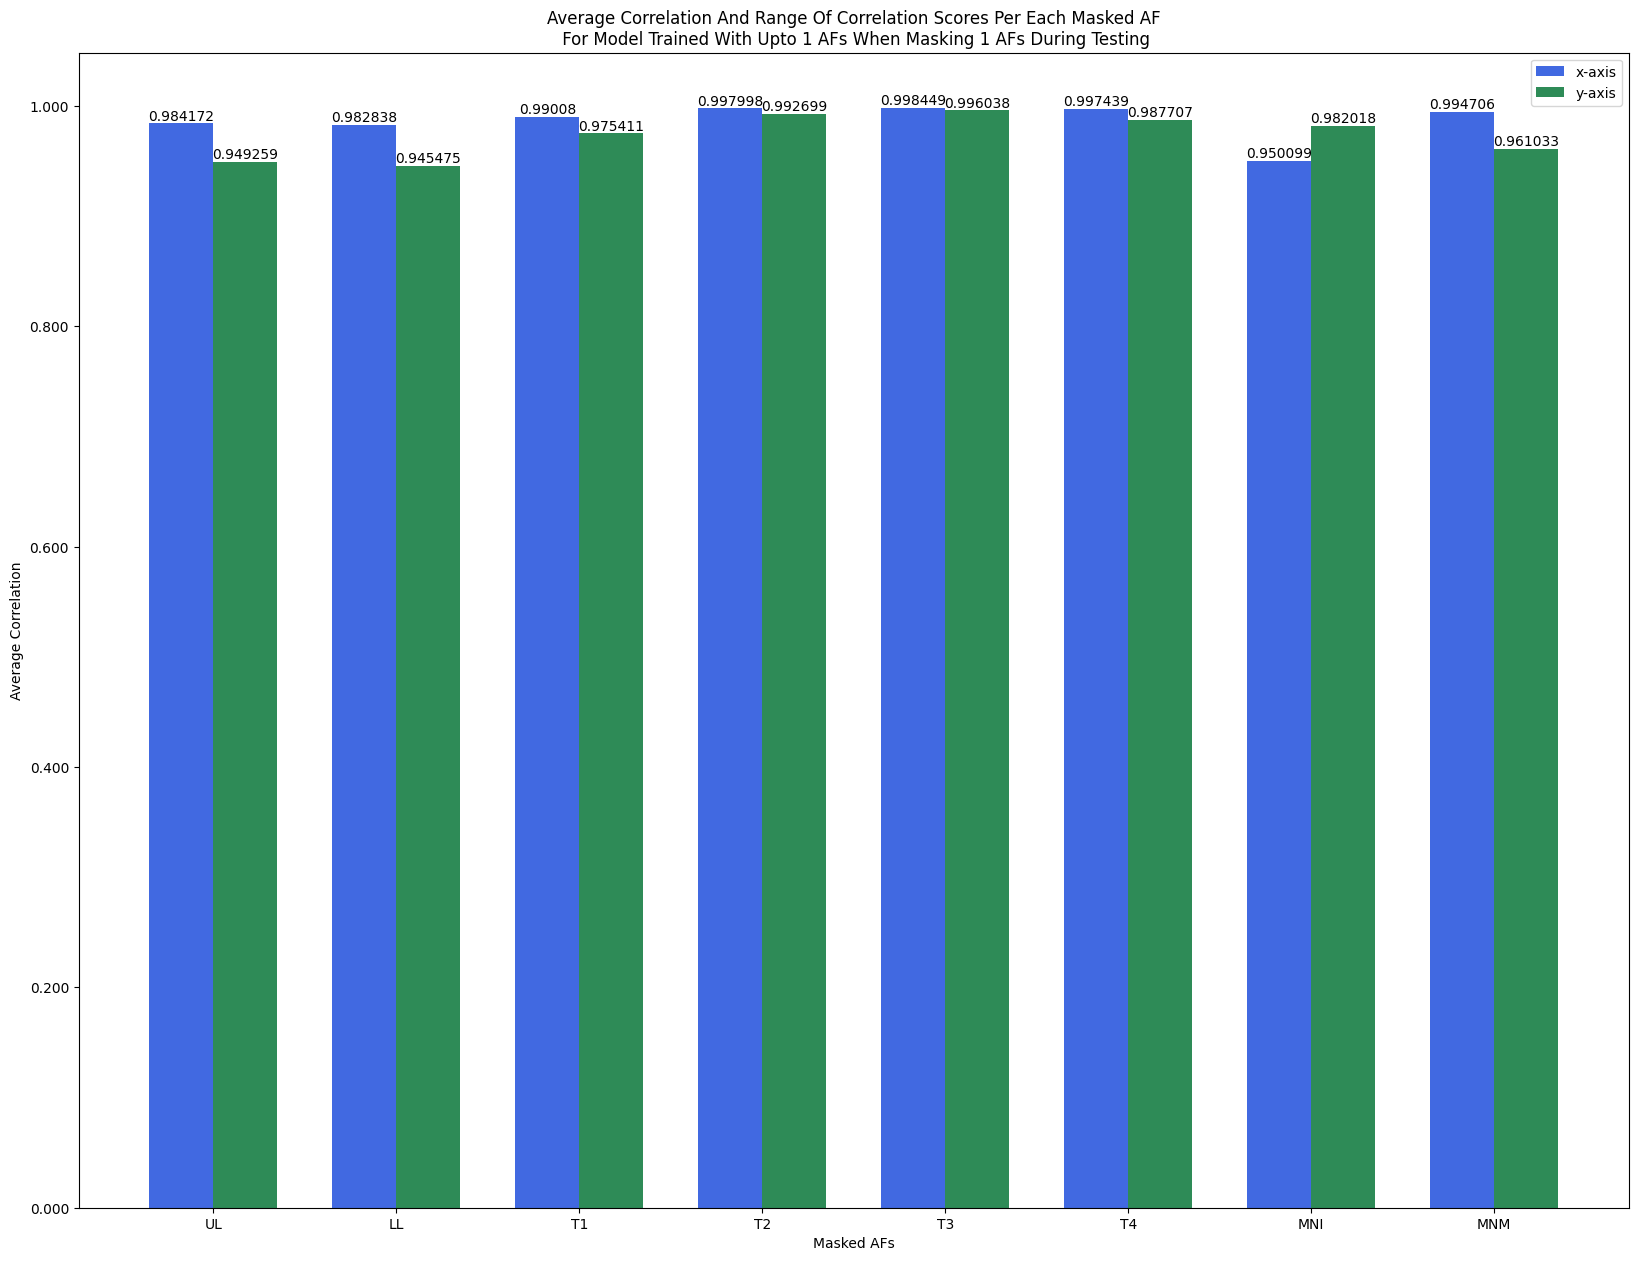 Average Correlation And Range Of Correlation Scores Per Each Masked AF
For Model Trained With Upto 1 AFs When Masking 1 AFs During Testing
x-axis
y-axis
1.000
0.800
0.600
0.400
0.200
0.000
Average Correlation
0.984172
0.949259
0.982838
0.945475
0.99008
0.975411
0.997998
0.992699
0.998449
0.996038
0.997439
0.987707
0.950099
0.982018
0.994706
0.961033
UL
LL
T1
T2
T3
T4
MNI
MNM
Masked AFs